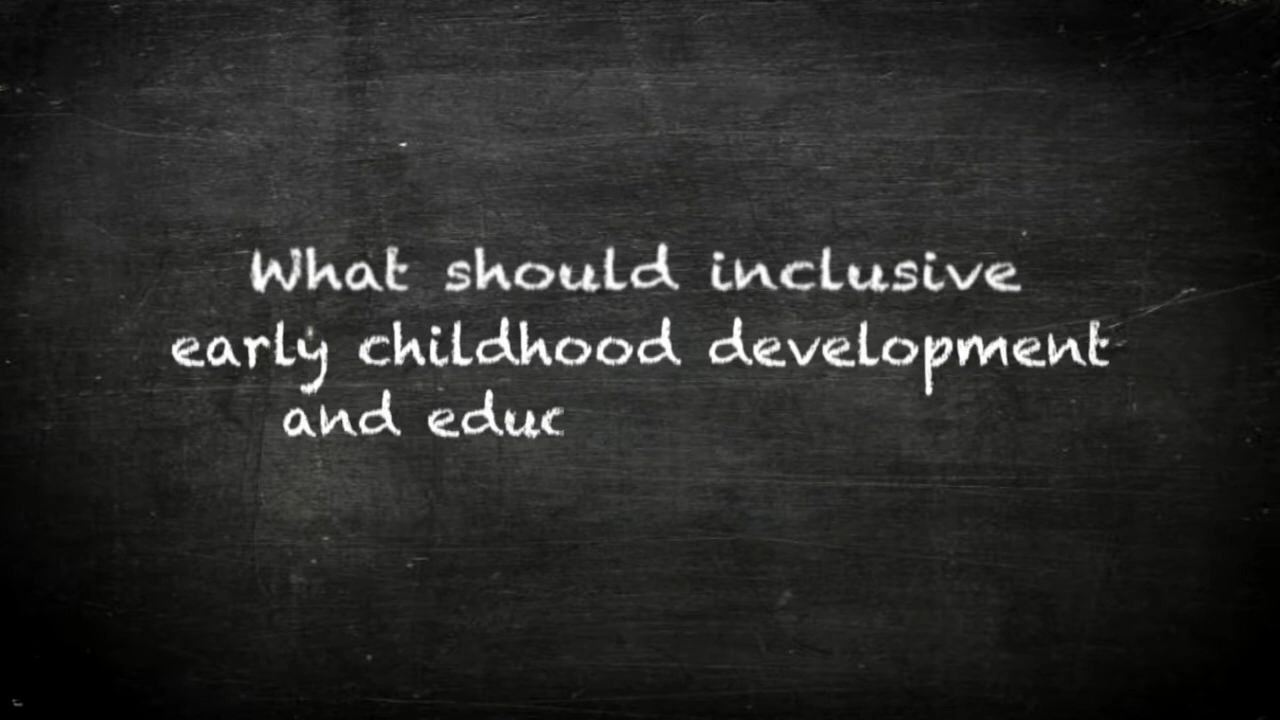 What should inclusive
early childhood development
and educ